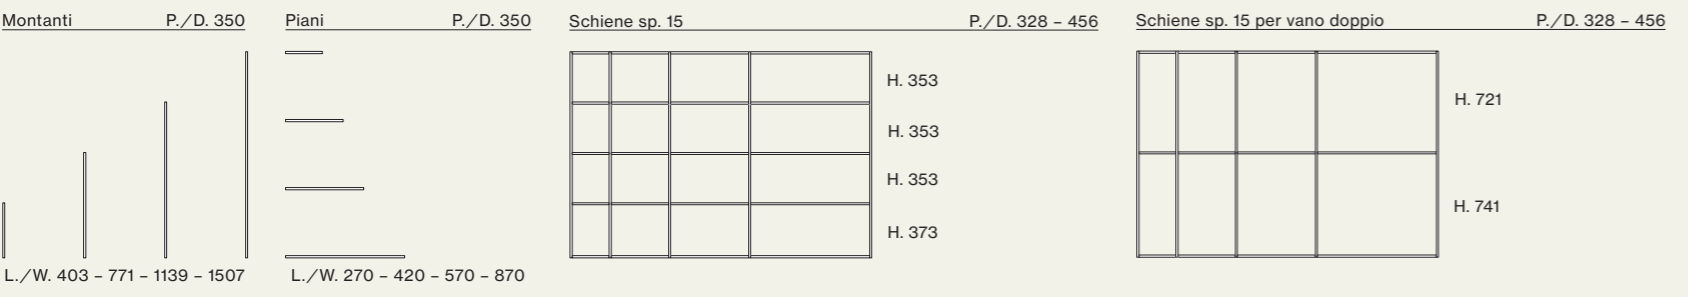 Montanti P./D. 350
L./W. 403 – 771 – 1139 – 1507
Piani P./D. 350
L./W. 270 – 420 – 570 – 870
Schiene sp. 15 P./D. 328 – 456
H. 353
H. 353
H. 353
H. 373
Schiene sp. 15 per vano doppio P./D. 328 – 456
H. 721
H. 741